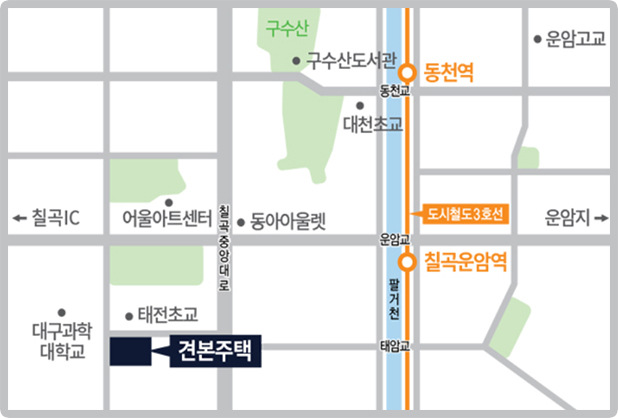 구수산
구수산도서관
운암고교
동천역
동천교
대천초교
칠곡IC
어울아트센터
칠곡중앙대로
동아아울렛
도시철도3호선
운암지
운암교
칠곡운암역
팔거천
대구과학
대학교
태전초교
견본주택
태암교